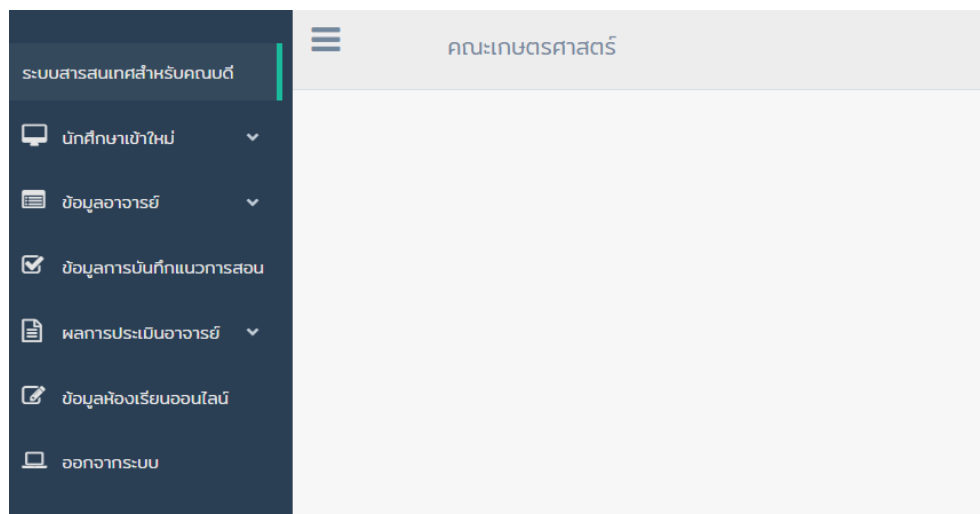 คณะเกษตรศาสตร์
ระบบสารสนเทศสำหรับคณบดี
นักศึกษาเข้าใหม่
ข้อมูลอาจารย์
ข้อมูลการบันทึกแนวการสอน
ผลการประเมินอาจารย์
ข้อมูลห้องเรียนออนไลน์
ออกจากระบบ